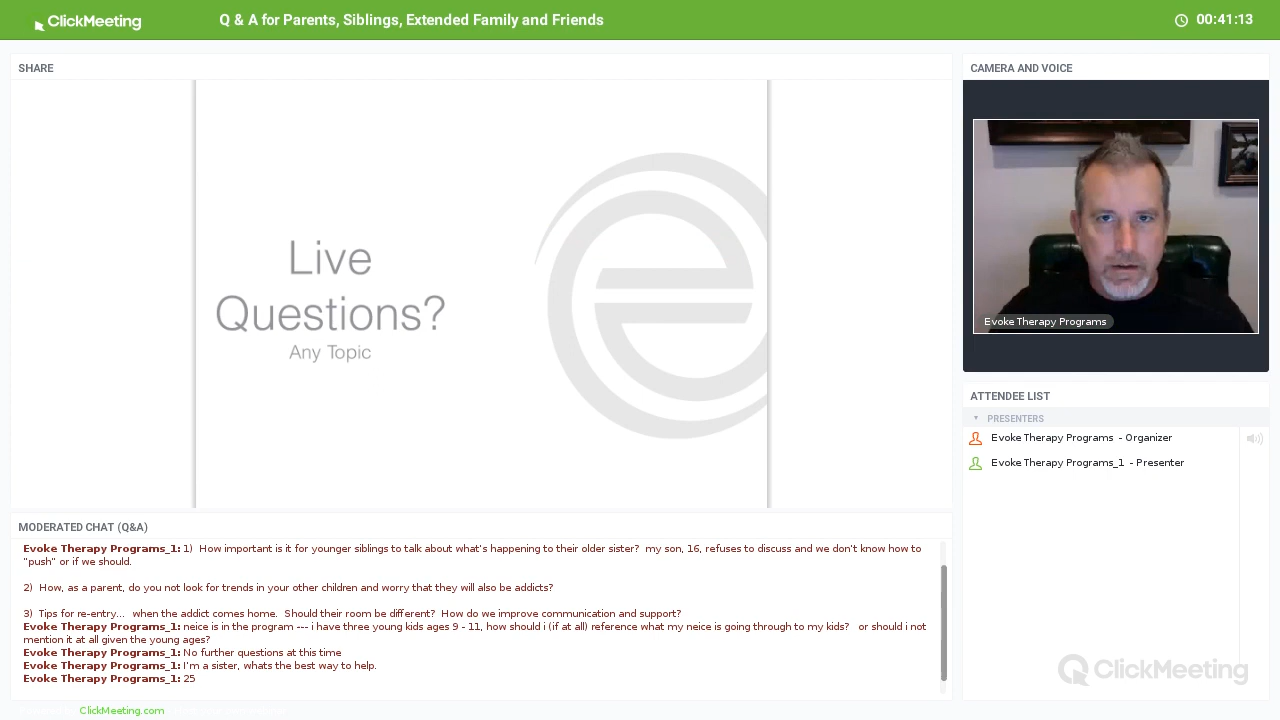 ClickMeeting
Q & A for Parents, Siblings, Extended Family and Friends
00:41:13
SHARE
Live
Questions?
Any Topic
CAMERA AND VOICE
Evoke Therapy Programs
ATTENDEE LIST
PRESENTERS
Evoke Therapy Programs - Organizer
Evoke Therapy Programs_1 - Presenter
MODERATED CHAT (Q&A)
Evoke Therapy Programs_1: 1) How important is it for younger siblings to talk about what's happening to their older sister? my son, 16, refuses to discuss and we don't know how to
"push" or if we should.
2) How, as a parent, do you not look for trends in your other children and worry that they will also be addicts?
3) Tips for re-entry... when the addict comes home. Should their room be different? How do we improve communication and support?
Evoke Therapy Programs_1: neice is in the program --- i have three young kids ages 9 - 11, how should i (if at all) reference what my neice is going through to my kids? or should i not
mention it at all given the young ages?
Evoke Therapy Programs_1: No further questions at this time
Evoke Therapy Programs_1: I'm a sister, whats the best way to help.
Evoke Therapy Programs_1: 25
ClickMeeting
ClickMeeting.com